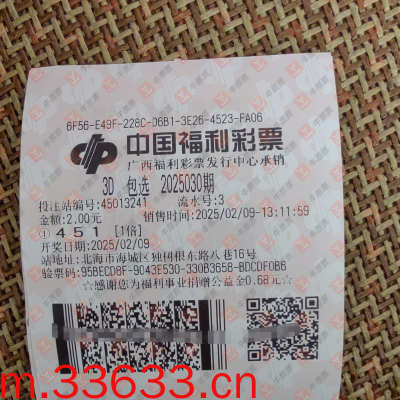 6F56-E49F-228C-D6B1-3E26-4523-FA06
中国福利彩票
广西福利彩票发行中心承销
3D 包选 2025030期
投注站编号:45013241 流水号:3
金额:2.00元 销售时间:2025/02/09-13:11:59
① 4 5 1 [1倍]
开奖日期:2025/02/09
站地址:北海市海城区独树根东路八巷16号
验票码:95BECD8F-9043F530-330B3658-BDCDF0B6
☆感谢您为福利事业捐赠公益金0.68元!☆
m.33633.cn